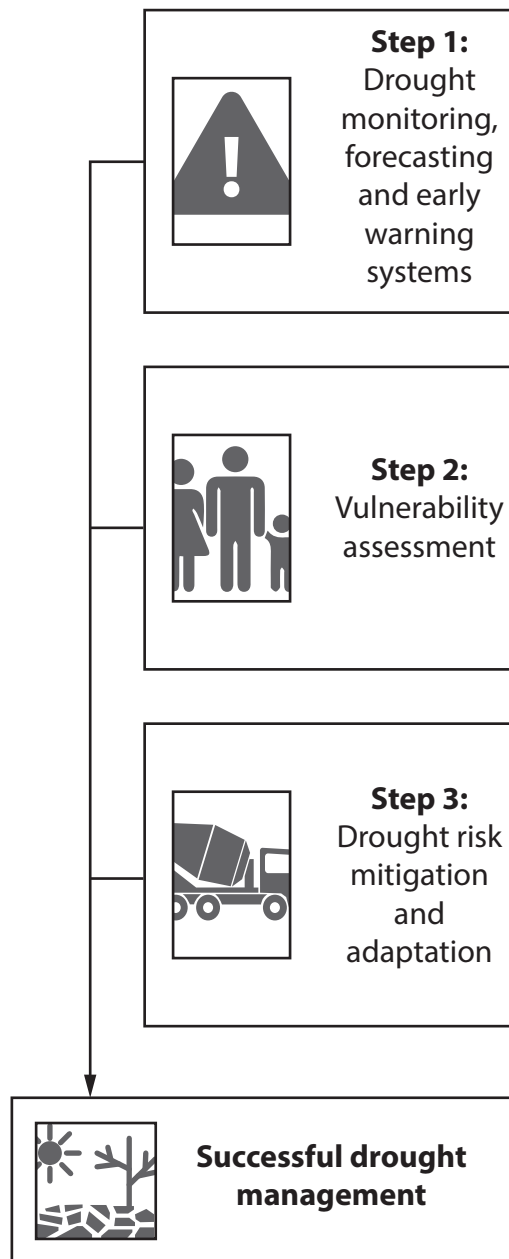 Step 1:
Drought
monitoring,
forecasting
and early
warning
systems
Step 2:
Vulnerability
assessment
Step 3:
Drought risk
mitigation
and
adaptation
Successful drought
management